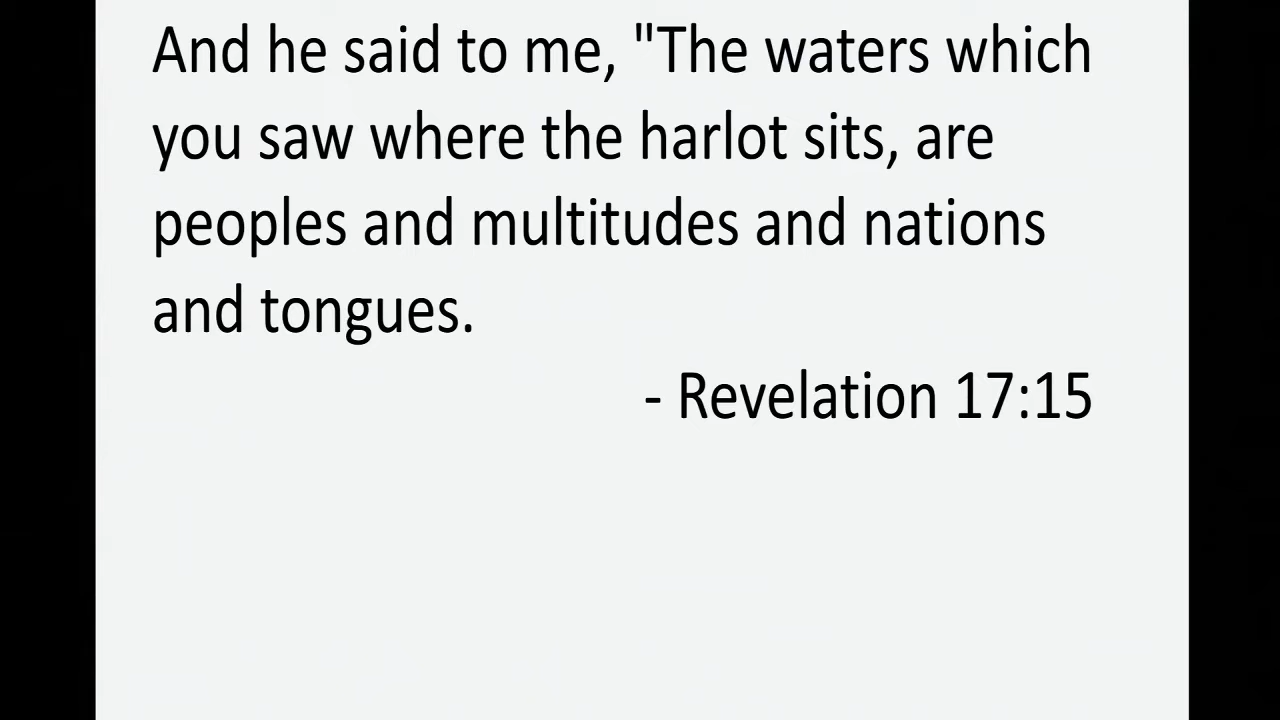 And he said to me, "The waters which
you saw where the harlot sits, are
peoples and multitudes and nations
and tongues.
- Revelation 17:15